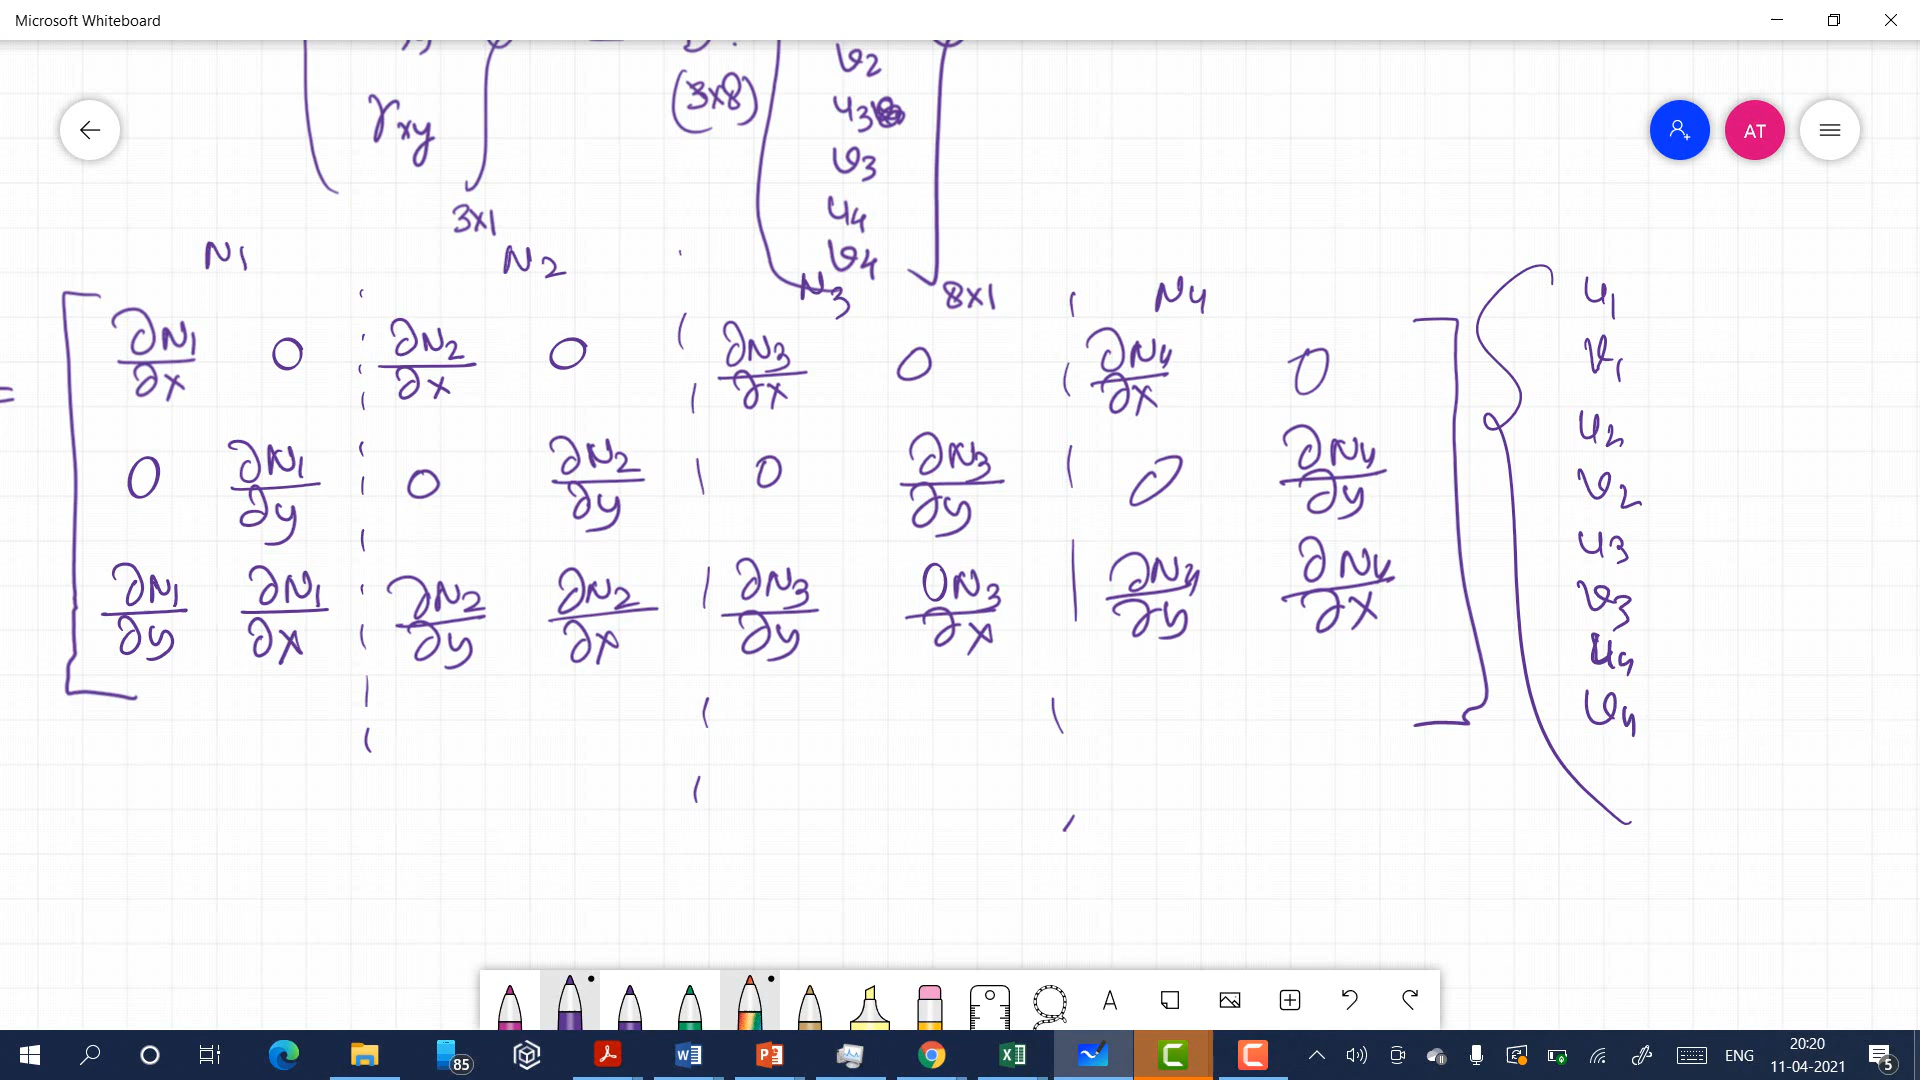 Microsoft Whiteboard
v2
(3x8)
u3
γxy
v3
u4
3x1
v4
N1 N2 N3 8x1 N4
= ∂N1/∂x 0 ∂N2/∂x 0 ∂N3/∂x 0 ∂N4/∂x 0
0 ∂N1/∂y 0 ∂N2/∂y 0 ∂N3/∂y 0 ∂N4/∂y
∂N1/∂y ∂N1/∂x ∂N2/∂y ∂N2/∂x ∂N3/∂y ∂N3/∂x ∂N4/∂y ∂N4/∂x
u1
v1
u2
v2
u3
v3
u4
v4
AT
A
85
ENG
20:20
11-04-2021
5